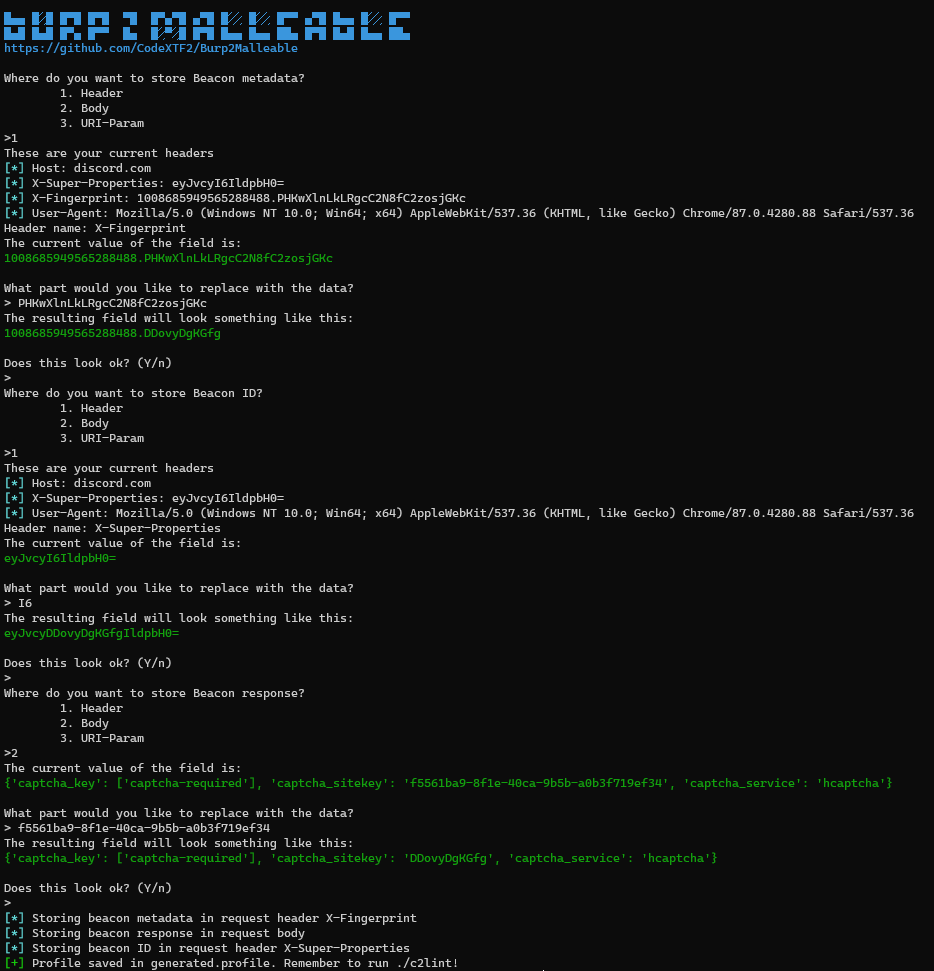 BURP 2 MALLEABLE
https://github.com/CodeXTF2/Burp2Malleable
Where do you want to store Beacon metadata?
1. Header
2. Body
3. URI-Param
>1
These are your current headers
[*] Host: discord.com
[*] X-Super-Properties: eyJvcyI6IldpbH0=
[*] X-Fingerprint: 1008685949565288488.PHKwXlnLkLRgcC2N8fC2zosjGKc
[*] User-Agent: Mozilla/5.0 (Windows NT 10.0; Win64; x64) AppleWebKit/537.36 (KHTML, like Gecko) Chrome/87.0.4280.88 Safari/537.36
Header name: X-Fingerprint
The current value of the field is:
1008685949565288488.PHKwXlnLkLRgcC2N8fC2zosjGKc
What part would you like to replace with the data?
> PHKwXlnLkLRgcC2N8fC2zosjGKc
The resulting field will look something like this:
1008685949565288488.DDovyDgKGfg
Does this look ok? (Y/n)
>
Where do you want to store Beacon ID?
1. Header
2. Body
3. URI-Param
>1
These are your current headers
[*] Host: discord.com
[*] X-Super-Properties: eyJvcyI6IldpbH0=
[*] User-Agent: Mozilla/5.0 (Windows NT 10.0; Win64; x64) AppleWebKit/537.36 (KHTML, like Gecko) Chrome/87.0.4280.88 Safari/537.36
Header name: X-Super-Properties
The current value of the field is:
eyJvcyI6IldpbH0=
What part would you like to replace with the data?
> I6
The resulting field will look something like this:
eyJvcyDDovyDgKGfgIldpbH0=
Does this look ok? (Y/n)
>
Where do you want to store Beacon response?
1. Header
2. Body
3. URI-Param
>2
The current value of the field is:
{'captcha_key': ['captcha-required'], 'captcha_sitekey': 'f5561ba9-8f1e-40ca-9b5b-a0b3f719ef34', 'captcha_service': 'hcaptcha'}
What part would you like to replace with the data?
> f5561ba9-8f1e-40ca-9b5b-a0b3f719ef34
The resulting field will look something like this:
{'captcha_key': ['captcha-required'], 'captcha_sitekey': 'DDovyDgKGfg', 'captcha_service': 'hcaptcha'}
Does this look ok? (Y/n)
>
[*] Storing beacon metadata in request header X-Fingerprint
[*] Storing beacon response in request body
[*] Storing beacon ID in request header X-Super-Properties
[+] Profile saved in generated.profile. Remember to run ./c2lint!